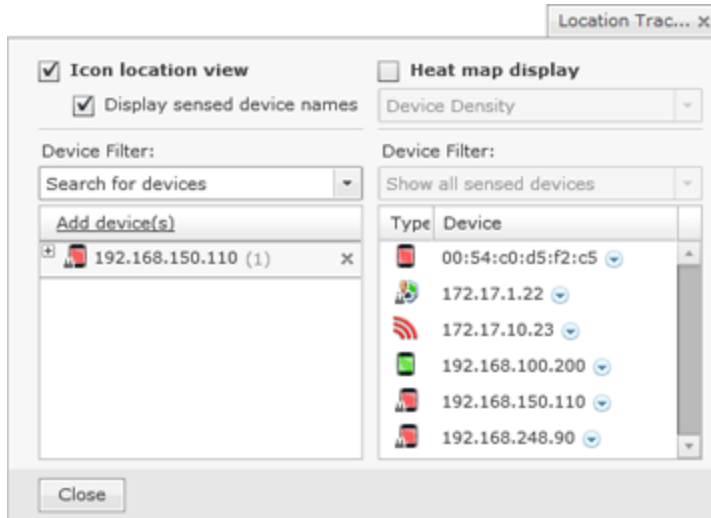 Location Trac... x
Icon location view
Display sensed device names
Device Filter:
Search for devices
Add device(s)
192.168.150.110 (1)
Heat map display
Device Density
Device Filter:
Show all sensed devices
Type Device
00:54:c0:d5:f2:c5
172.17.1.22
172.17.10.23
192.168.100.200
192.168.150.110
192.168.248.90
Close